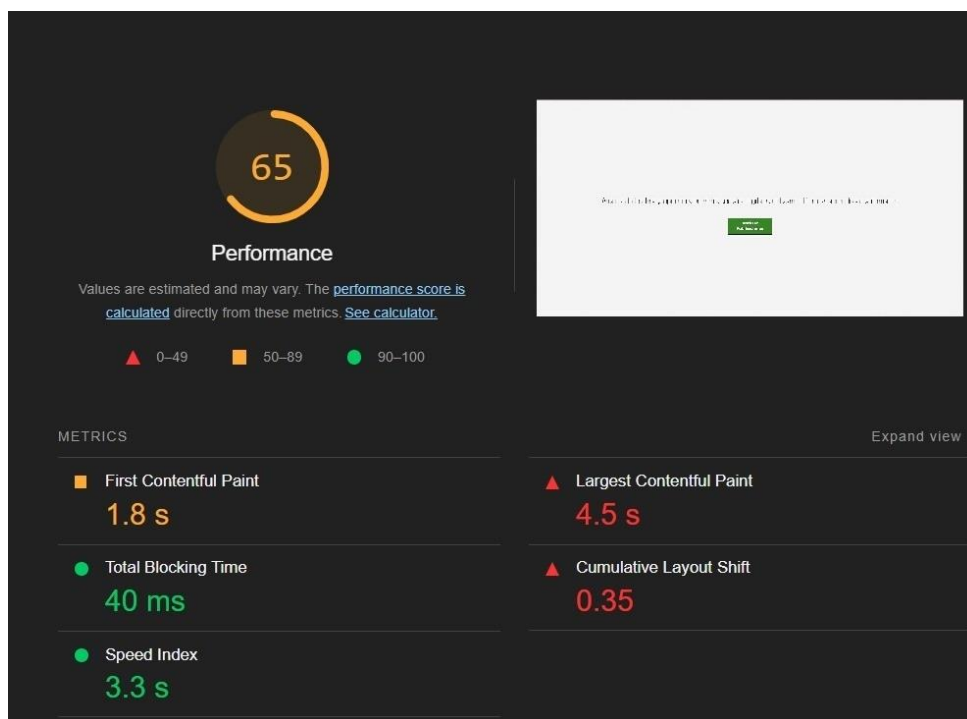 65
Performance
Values are estimated and may vary. The performance score is
calculated directly from these metrics. See calculator.
0–49 50–89 90–100
METRICS
Expand view
First Contentful Paint
1.8 s
Largest Contentful Paint
4.5 s
Total Blocking Time
40 ms
Cumulative Layout Shift
0.35
Speed Index
3.3 s